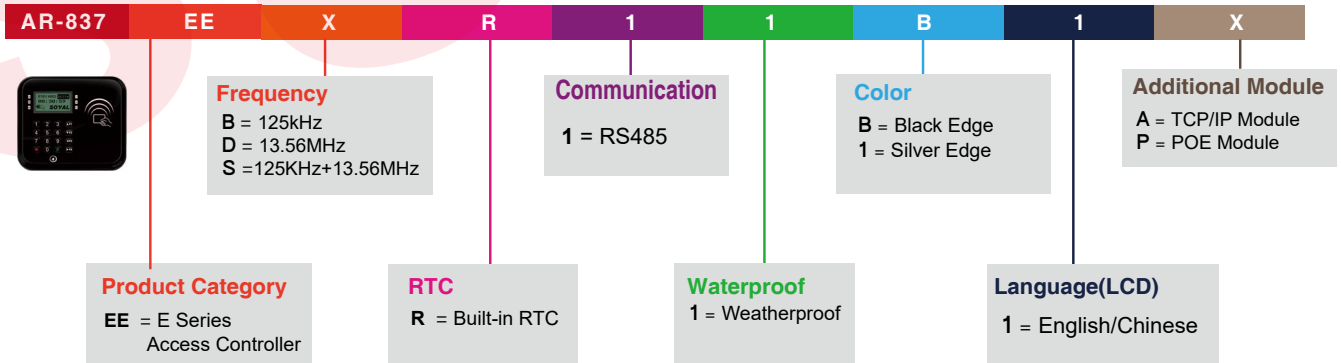 AR-837 EE X R 1 1 B 1 X
Frequency
B = 125kHz
D = 13.56MHz
S =125KHz+13.56MHz
Communication
1 = RS485
Color
B = Black Edge
1 = Silver Edge
Additional Module
A = TCP/IP Module
P = POE Module
SOYAL
Product Category
EE = E Series
Access Controller
RTC
R = Built-in RTC
Waterproof
1 = Weatherproof
Language(LCD)
1 = English/Chinese